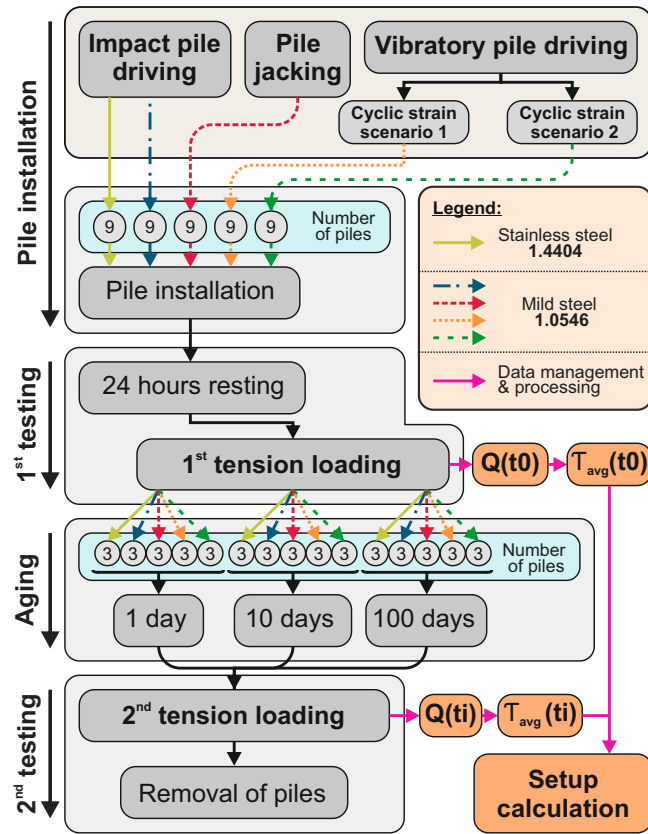 Pile installation
Impact pile
driving
Pile
jacking
Vibratory pile driving
Cyclic strain
scenario 1
Cyclic strain
scenario 2
9 9 9 9 9
Number
of piles
Pile installation
Legend:
Stainless steel
1.4404
Mild steel
1.0546
Data management
& processing
1st testing
24 hours resting
1st tension loading
Q(t0)
Tavg(t0)
Aging
3 3 3 3 3 3 3 3 3 3 3 3 3 3 3
Number
of piles
1 day
10 days
100 days
2nd testing
2nd tension loading
Q(ti)
Tavg(ti)
Removal of piles
Setup
calculation